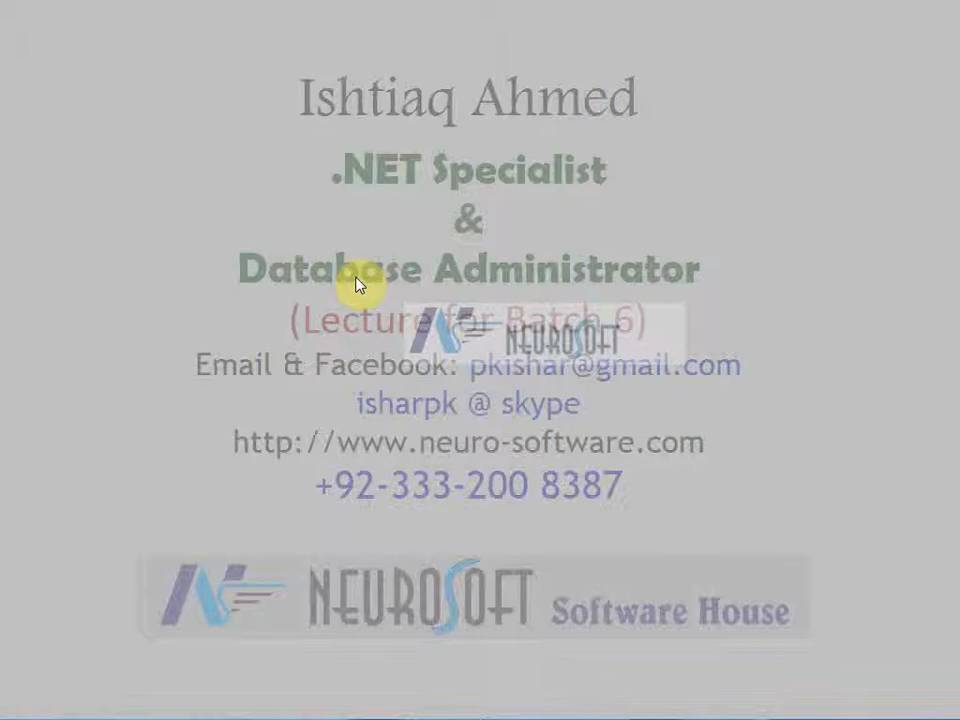 Ishtiaq Ahmed
.NET Specialist
&
Database Administrator
(Lecture for Batch 6)
NEUROSOFT
Email & Facebook: pkishar@gmail.com
isharpk @ skype
http://www.neuro-software.com
+92-333-200 8387
NEUROSOFT Software House